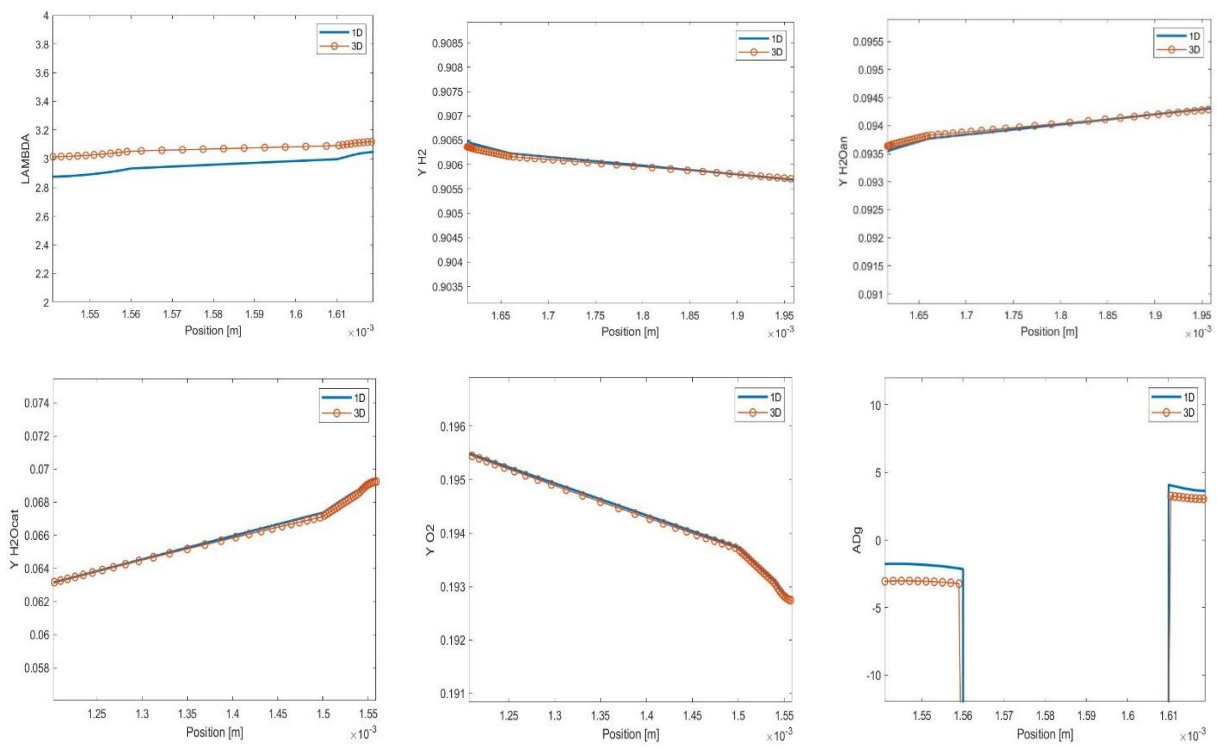 4
3.8
3.6
3.4
3.2
3
2.8
2.6
2.4
2.2
2
LAMBDA
1D
3D
1.55 1.56 1.57 1.58 1.59 1.6 1.61
Position [m]
×10-3
0.9085
0.908
0.9075
0.907
0.9065
0.906
0.9055
0.905
0.9045
0.904
0.9035
Y H2
1D
3D
1.65 1.7 1.75 1.8 1.85 1.9 1.95
Position [m]
×10-3
0.0955
0.095
0.0945
0.094
0.0935
0.093
0.0925
0.092
0.0915
0.091
Y H2Oan
1D
3D
1.65 1.7 1.75 1.8 1.85 1.9 1.95
Position [m]
×10-3
0.074
0.072
0.07
0.068
0.066
0.064
0.062
0.06
0.058
Y H2Ocat
1D
3D
1.25 1.3 1.35 1.4 1.45 1.5 1.55
Position [m]
×10-3
0.196
0.195
0.194
0.193
0.192
0.191
Y O2
1D
3D
1.25 1.3 1.35 1.4 1.45 1.5 1.55
Position [m]
×10-3
10
5
0
-5
-10
ADg
1D
3D
1.55 1.56 1.57 1.58 1.59 1.6 1.61
Position [m]
×10-3